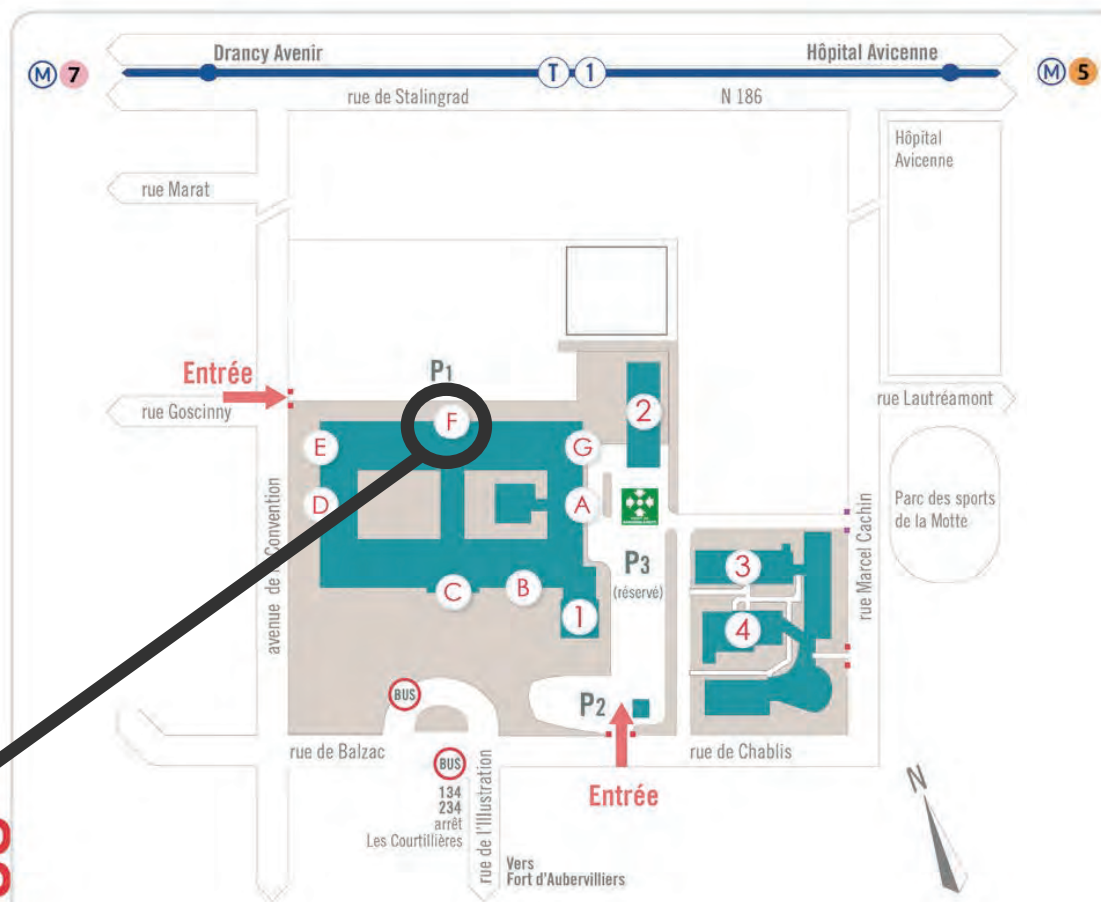 Drancy Avenir
Hôpital Avicenne
M 7
T 1
M 5
rue de Stalingrad
N 186
Hôpital
Avicenne
rue Marat
Entrée
P1
rue Goscinny
rue Lautréamont
F
2
E
G
D
A
avenue de la Convention
Parc des sports
de la Motte
rue Marcel Cachin
P3
(réservé)
3
C
B
1
4
BUS
P2
rue de Balzac
rue de Chablis
BUS
134
234
arrêt
Les Courtillières
rue de l'Illustration
Entrée
N
Vers
Fort d'Aubervilliers